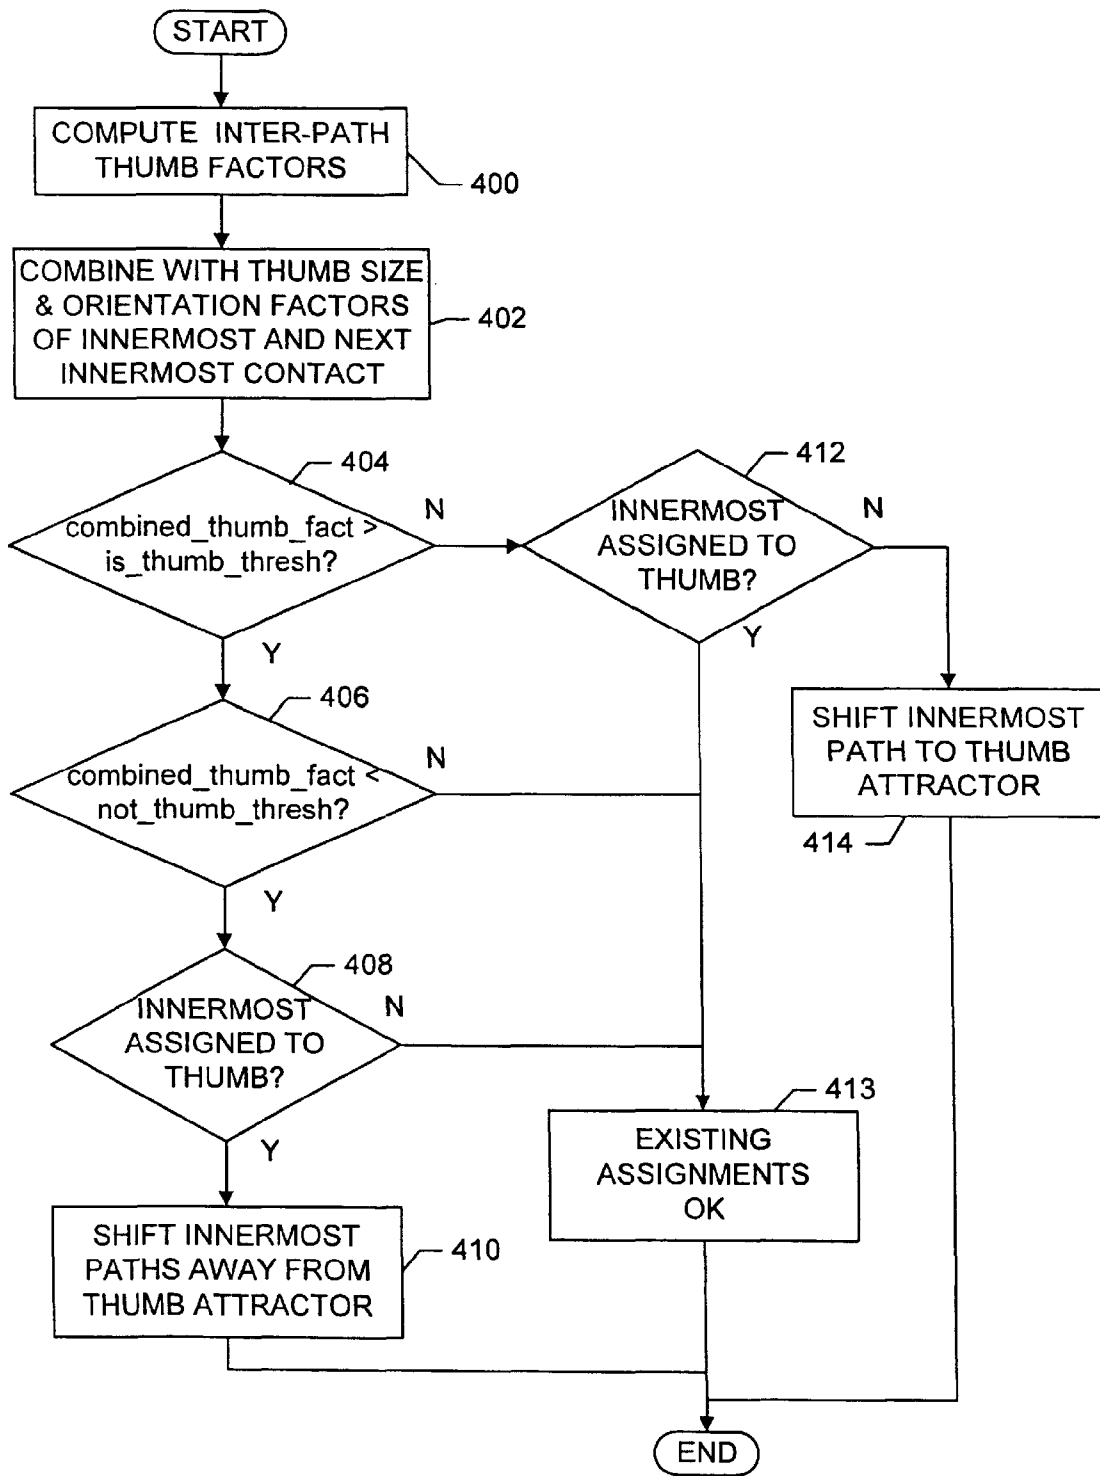 START
COMPUTE INTER-PATH
THUMB FACTORS
400
COMBINE WITH THUMB SIZE
& ORIENTATION FACTORS
OF INNERMOST AND NEXT
INNERMOST CONTACT
402
404
combined_thumb_fact >
is_thumb_thresh?
N
Y
412
INNERMOST
ASSIGNED TO
THUMB?
N
Y
406
combined_thumb_fact <
not_thumb_thresh?
N
Y
SHIFT INNERMOST
PATH TO THUMB
ATTRACTOR
414
408
INNERMOST
ASSIGNED TO
THUMB?
N
Y
413
EXISTING
ASSIGNMENTS
OK
SHIFT INNERMOST
PATHS AWAY FROM
THUMB ATTRACTOR
410
END